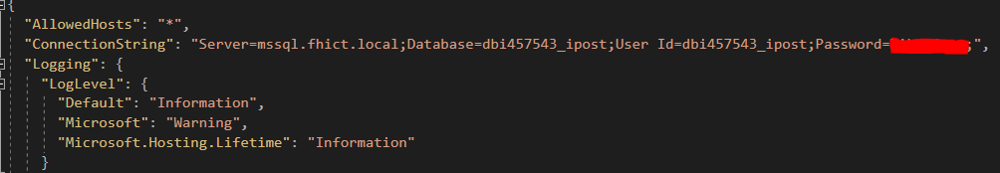 {
"AllowedHosts": "*",
"ConnectionString": "Server=mssql.fhict.local;Database=dbi457543_ipost;User Id=dbi457543_ipost;Password=;",
"Logging": {
"LogLevel": {
"Default": "Information",
"Microsoft": "Warning",
"Microsoft.Hosting.Lifetime": "Information"
}